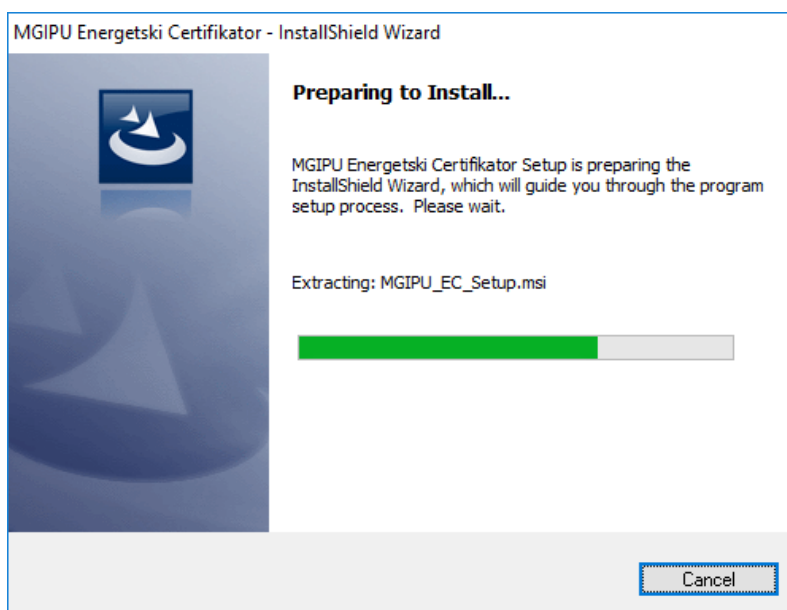 MGIPU Energetski Certifikator - InstallShield Wizard
Preparing to Install...
MGIPU Energetski Certifikator Setup is preparing the
InstallShield Wizard, which will guide you through the program
setup process. Please wait.
Extracting: MGIPU_EC_Setup.msi
Cancel